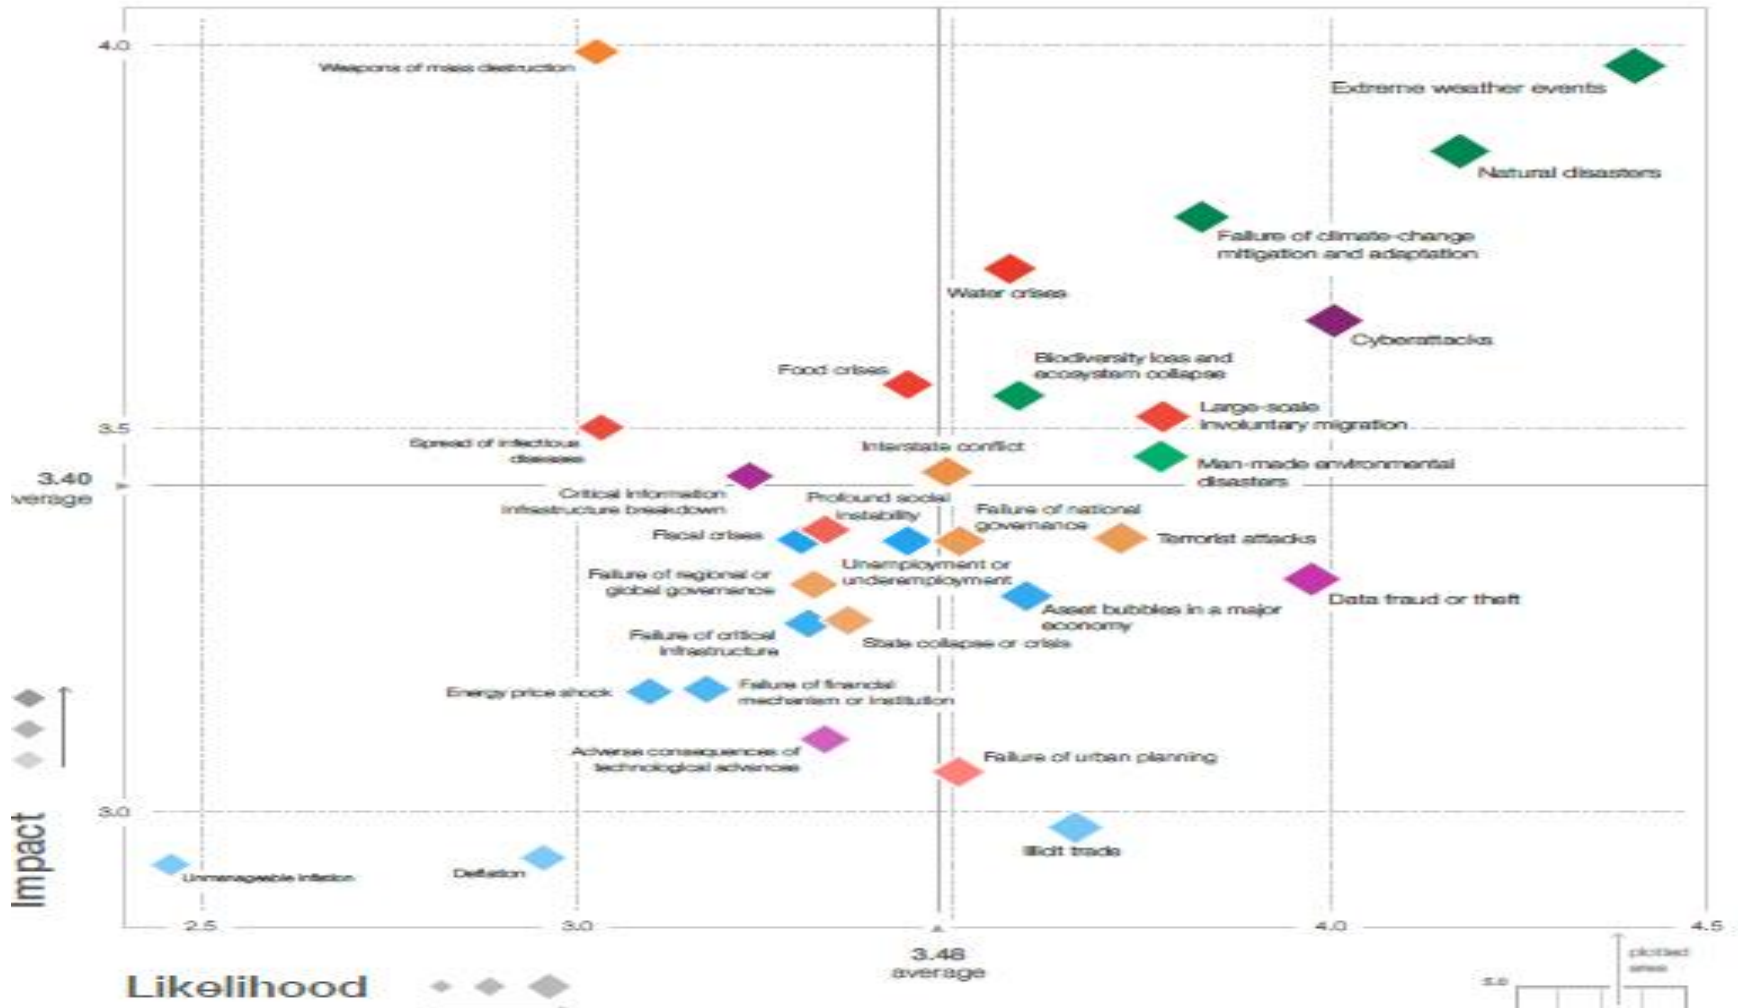 4.0
Weapons of mass destruction
Extreme weather events
Natural disasters
Failure of climate-change
mitigation and adaptation
Water crises
Cyberattacks
Biodiversity loss and
ecosystem collapse
Food crises
Large-scale
involuntary migration
3.5
Spread of infectious
diseases
Interstate conflict
Man-made environmental
disasters
3.40
verage
Critical information
infrastructure breakdown
Profound social
instability
Failure of national
governance
Fiscal crises
Terrorist attacks
Unemployment or
underemployment
Failure of regional or
global governance
Data fraud or theft
Asset bubbles in a major
economy
Failure of critical
infrastructure
State collapse or crisis
Energy price shock
Failure of financial
mechanism or institution
Adverse consequences of
technological advances
Failure of urban planning
3.0
Illicit trade
Unmanageable inflation
Deflation
Impact
2.5
3.0
4.0
4.5
3.48
average
plotted
area
5.0
Likelihood